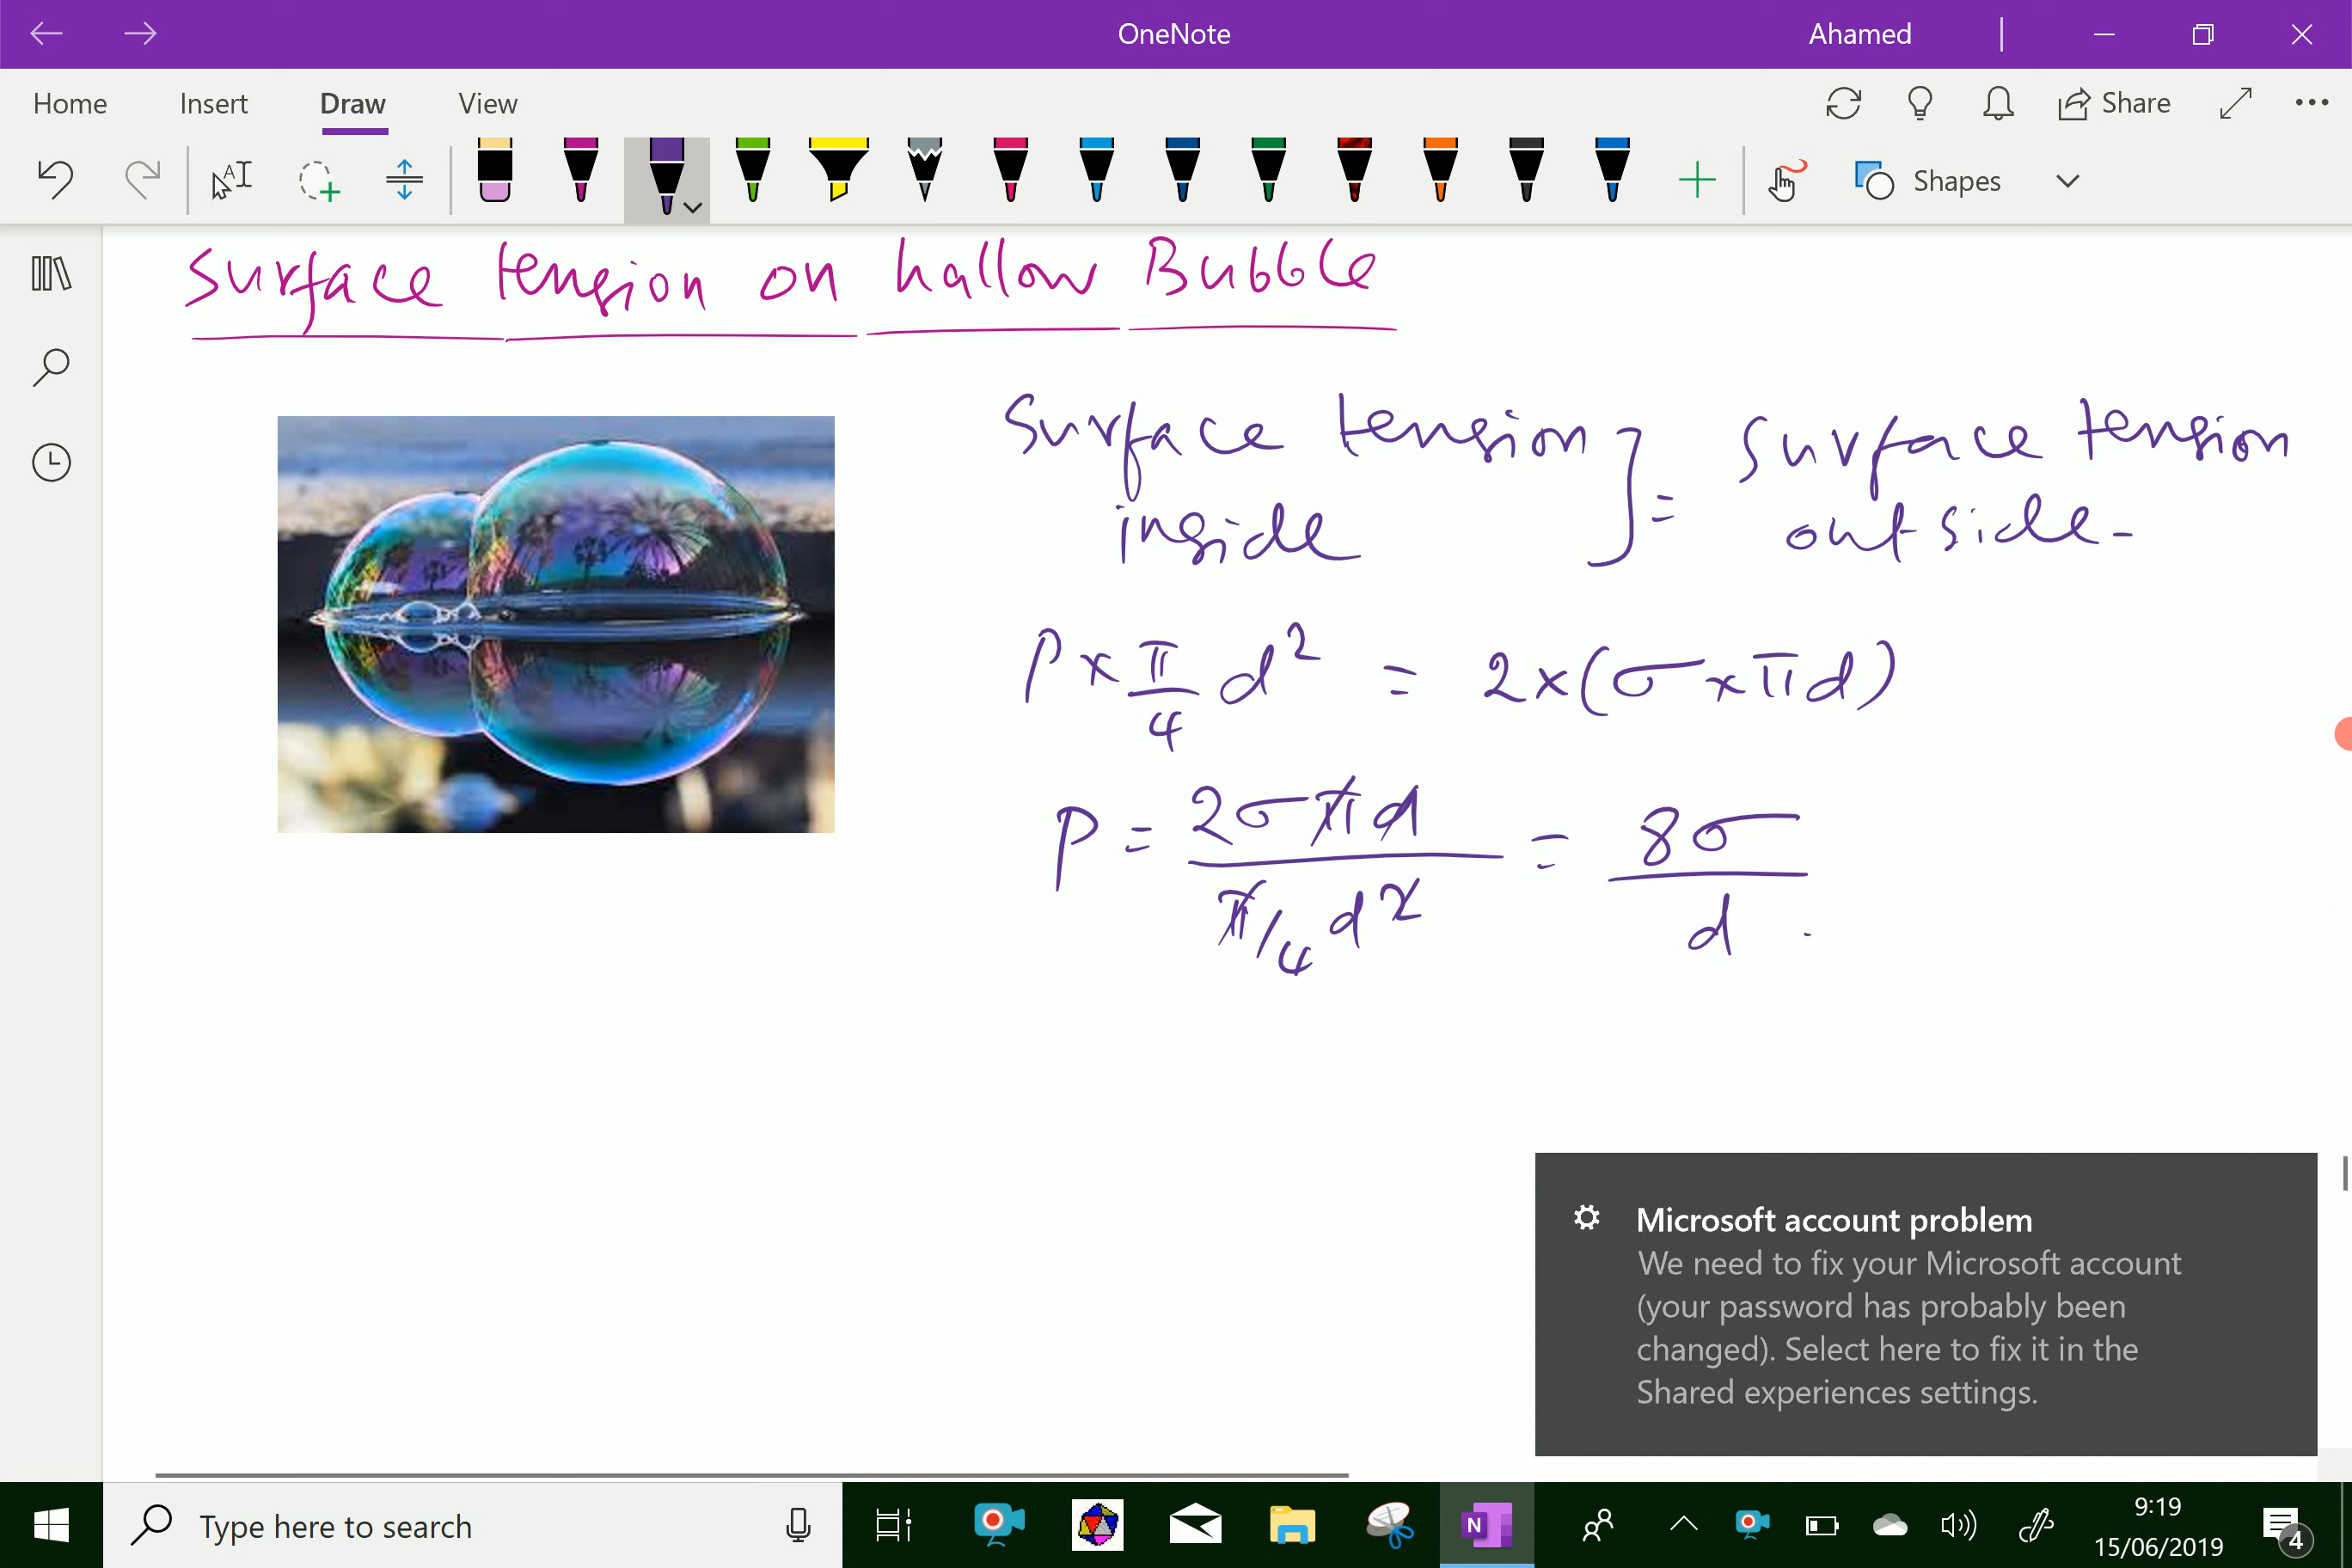 OneNote
Ahamed
Home Insert Draw View
Share
Shapes
Surface tension on hallow Bubble
Surface tension ] = Surface tension
inside outside-
P × π/4 d² = 2×(σ×πd)
P = 2σπd / π/4 d² = 8σ / d .
Microsoft account problem
We need to fix your Microsoft account
(your password has probably been
changed). Select here to fix it in the
Shared experiences settings.
Type here to search
N
9:19
15/06/2019
4